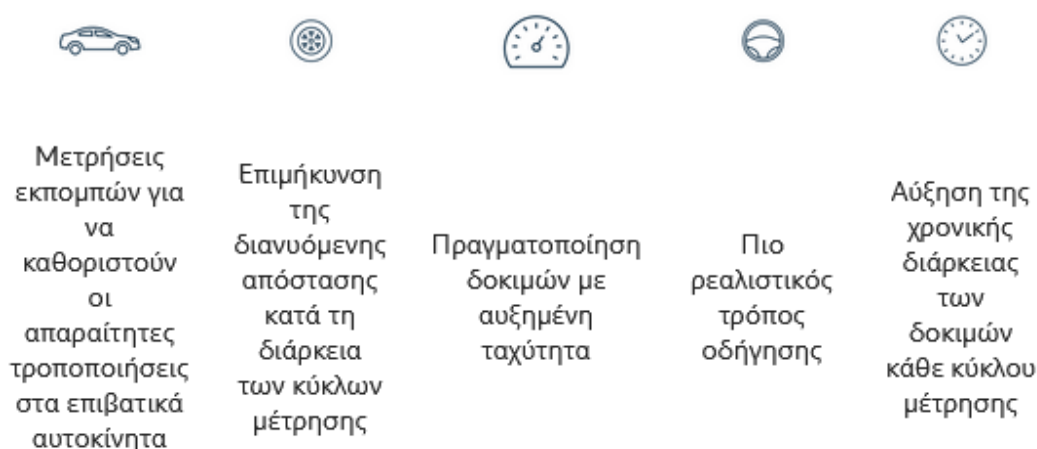 Μετρήσεις
εκπομπών για
να
καθοριστούν
οι
απαραίτητες
τροποποιήσεις
στα επιβατικά
αυτοκίνητα
Επιμήκυνση
της
διανυόμενης
απόστασης
κατά τη
διάρκεια
των κύκλων
μέτρησης
Πραγματοποίηση
δοκιμών με
αυξημένη
ταχύτητα
Πιο
ρεαλιστικός
τρόπος
οδήγησης
Αύξηση της
χρονικής
διάρκειας
των
δοκιμών
κάθε κύκλου
μέτρησης